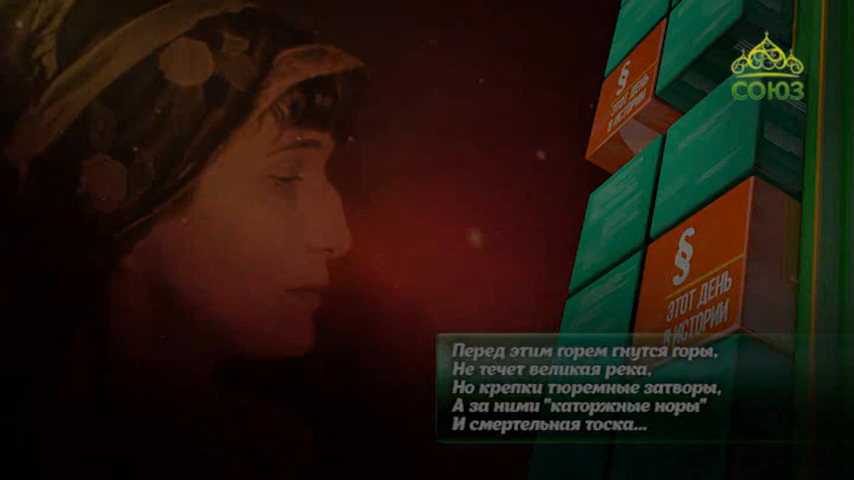 СОЮЗ
§
ЭТОТ ДЕНЬ
В ИСТОРИИ
§
ЭТОТ ДЕНЬ
В ИСТОРИИ
Перед этим горем гнутся горы,
Не течет великая река,
Но крепки тюремные затворы,
А за ними "каторжные норы"
И смертельная тоска...